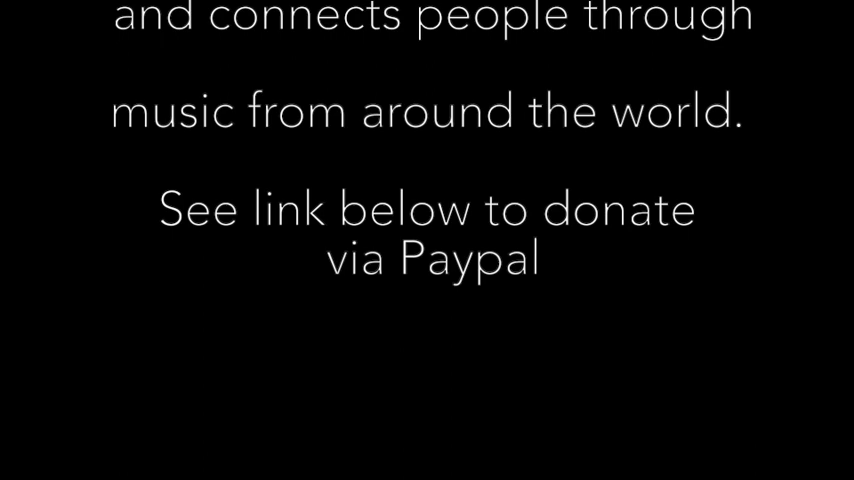 and connects people through
music from around the world.
See link below to donate
via Paypal